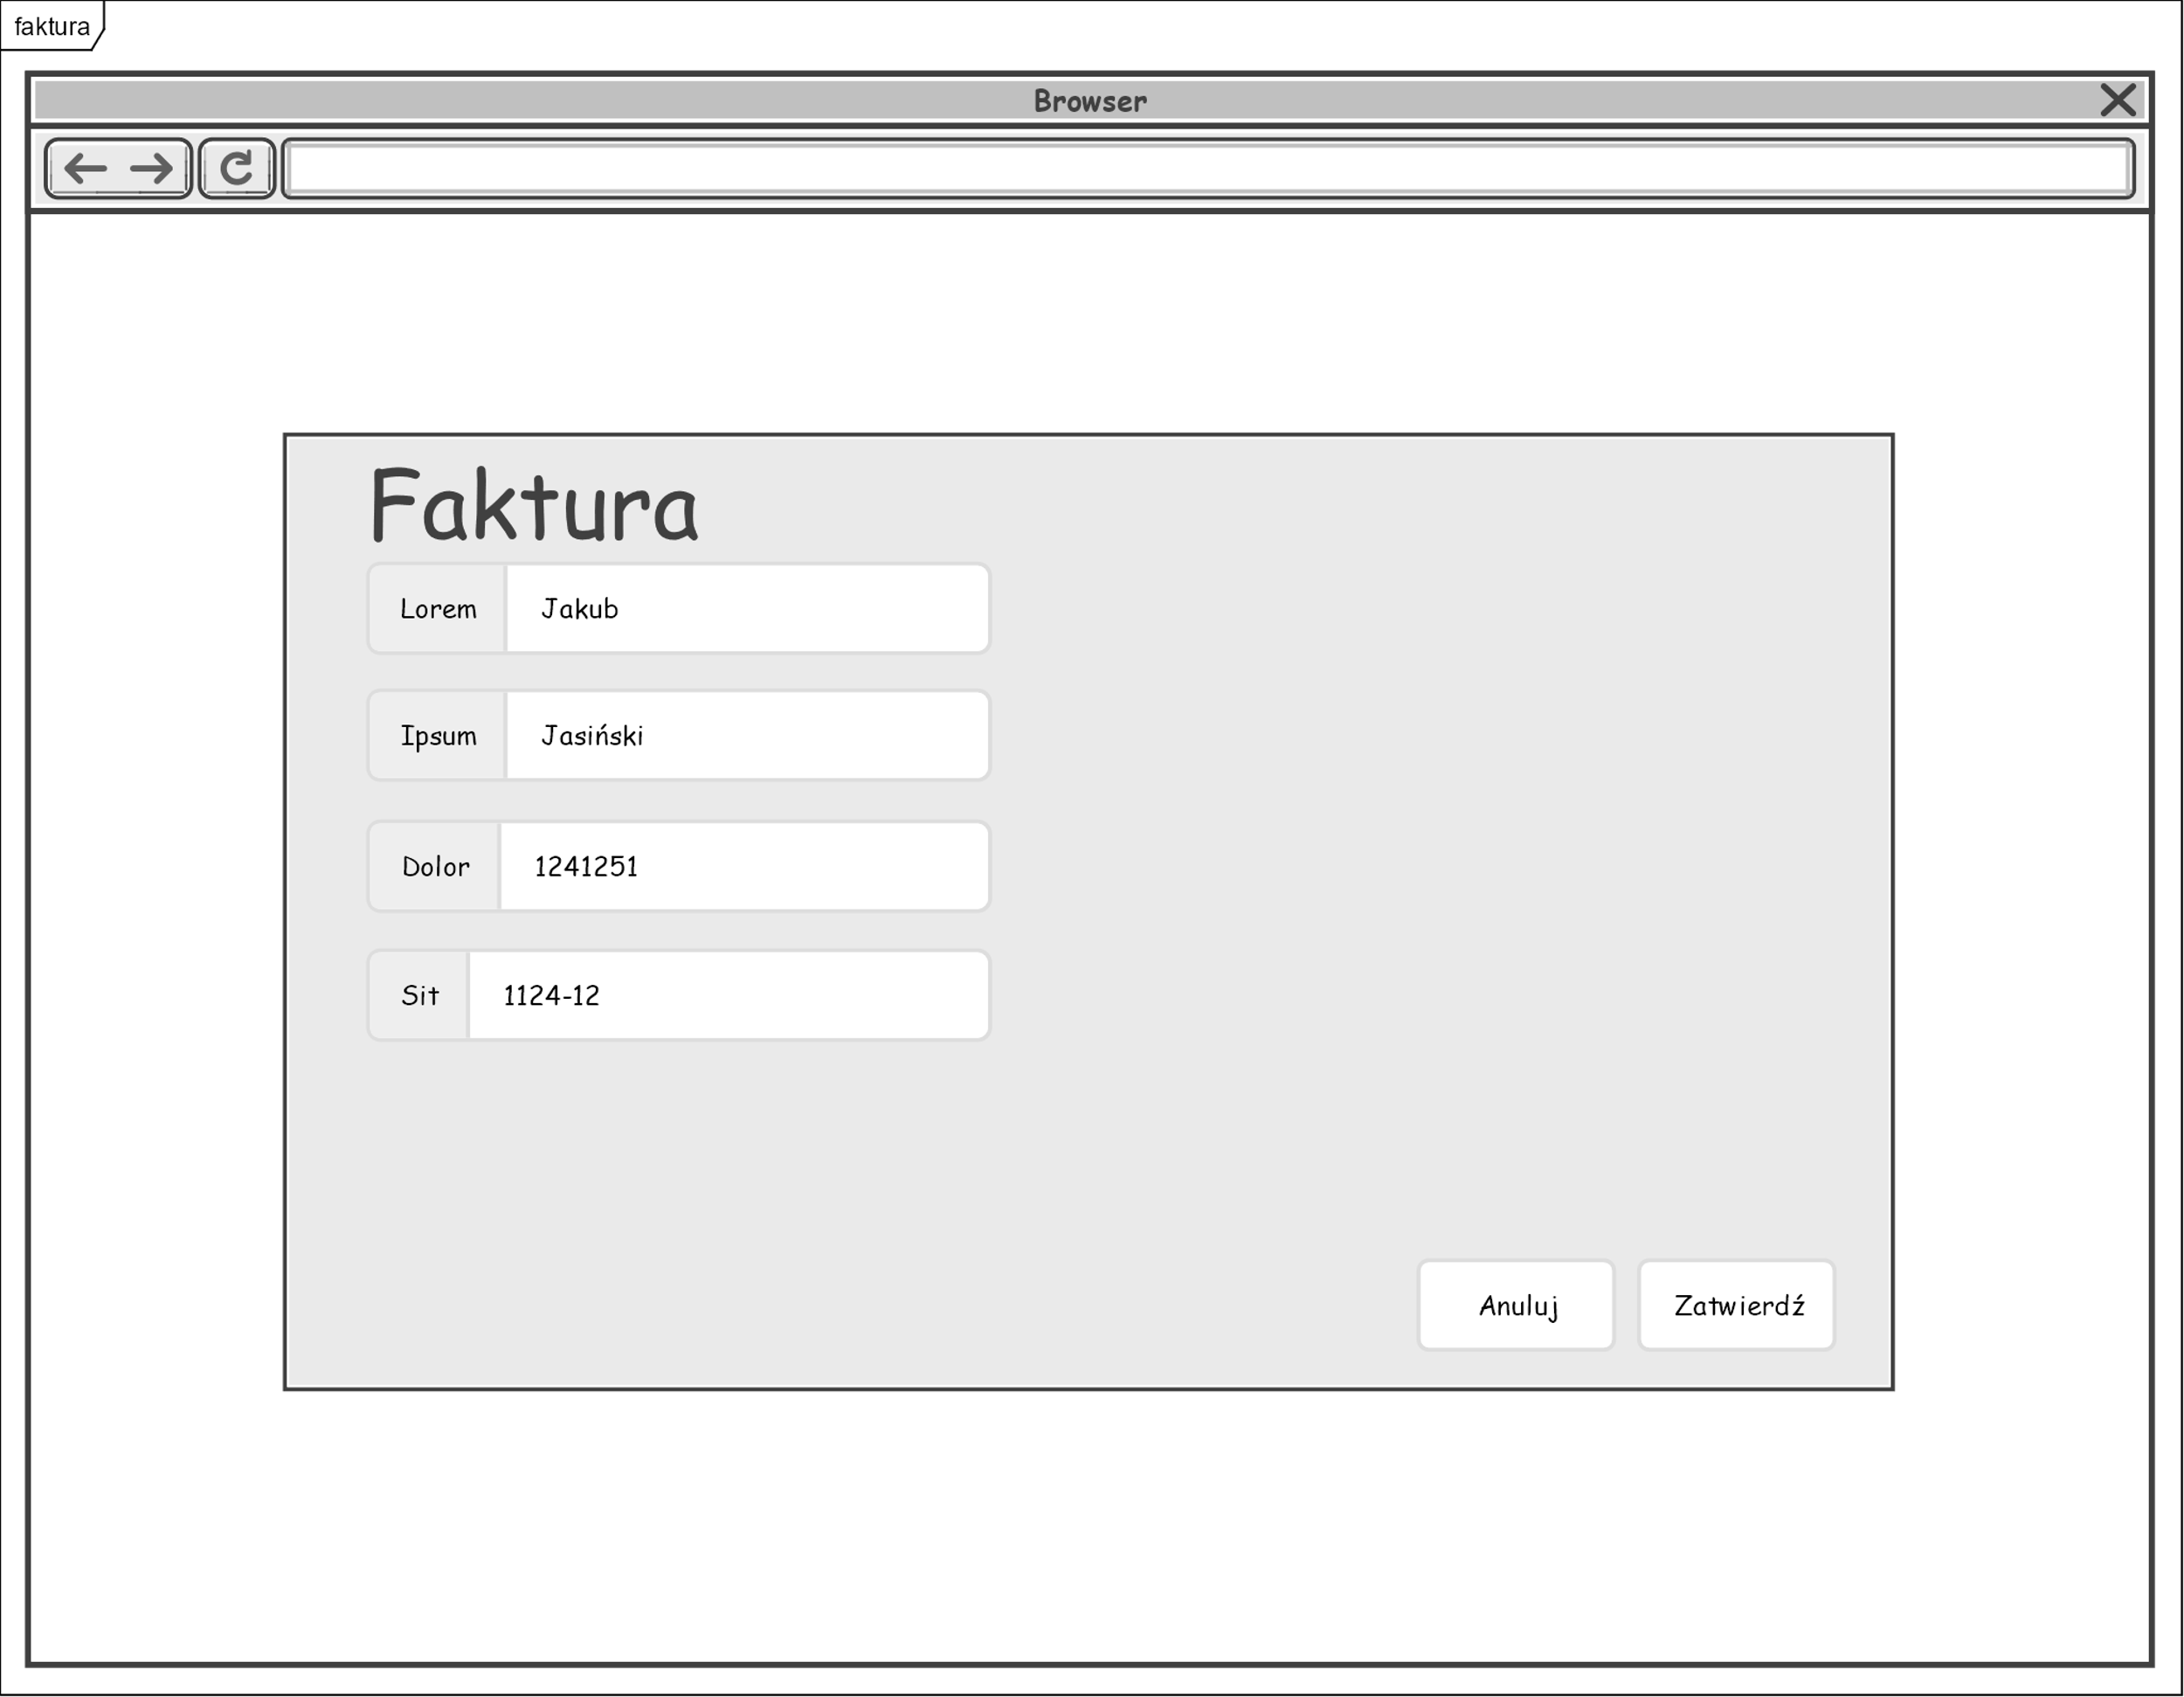 faktura
Browser
Faktura
Lorem Jakub
Ipsum Jasiński
Dolor 1241251
Sit 1124-12
Anuluj Zatwierdź